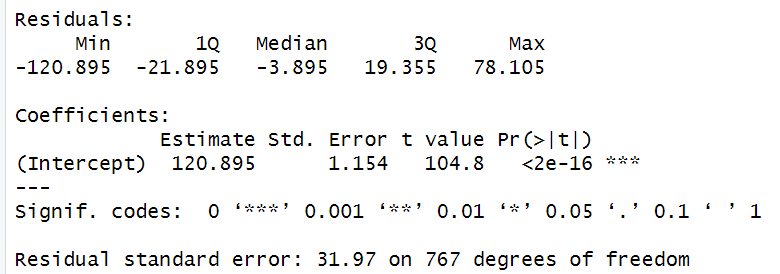 Residuals:
     Min       1Q   Median       3Q      Max
-120.895  -21.895   -3.895   19.355   78.105
Coefficients:
            Estimate Std. Error t value Pr(>|t|)
(Intercept)  120.895      1.154   104.8   <2e-16 ***
---
Signif. codes:  0 ‘***’ 0.001 ‘**’ 0.01 ‘*’ 0.05 ‘.’ 0.1 ‘ ’ 1
Residual standard error: 31.97 on 767 degrees of freedom